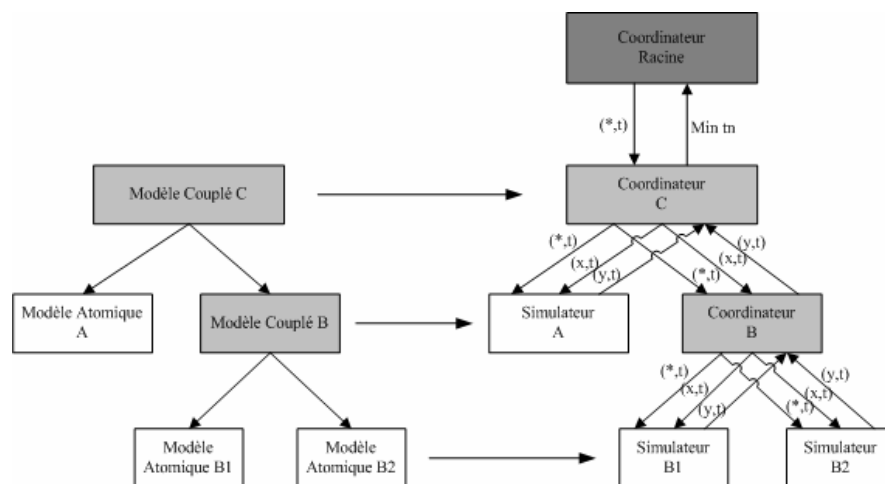 Coordinateur
Racine
(*,t)
Min tn
Modèle Couplé C
Coordinateur
C
(*,t)
(x,t)
(y,t)
(*,t)
(x,t)
(y,t)
Modèle Atomique
A
Modèle Couplé B
Simulateur
A
Coordinateur
B
(*,t)
(x,t)
(y,t)
(*,t)
(x,t)
(y,t)
Modèle
Atomique B1
Modèle
Atomique B2
Simulateur
B1
Simulateur
B2